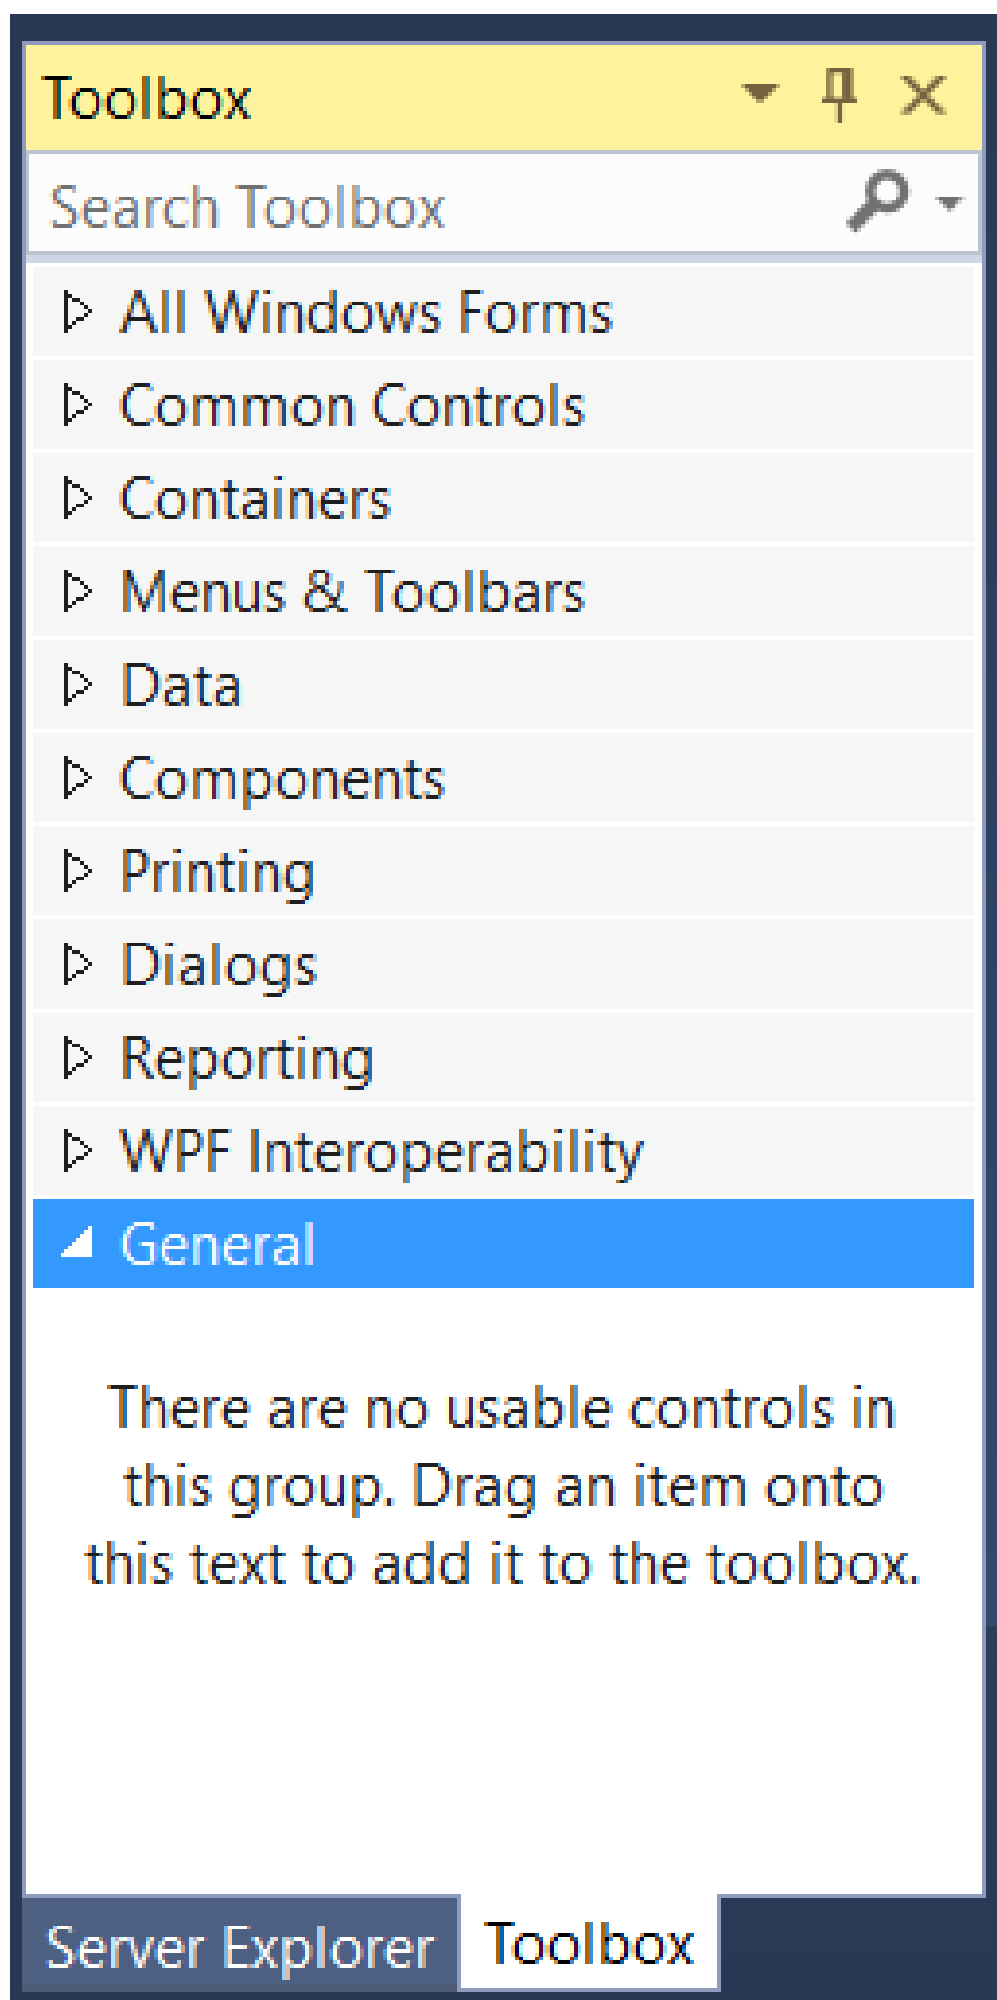 Toolbox
Search Toolbox
All Windows Forms
Common Controls
Containers
Menus & Toolbars
Data
Components
Printing
Dialogs
Reporting
WPF Interoperability
General
There are no usable controls in
this group. Drag an item onto
this text to add it to the toolbox.
Server Explorer Toolbox